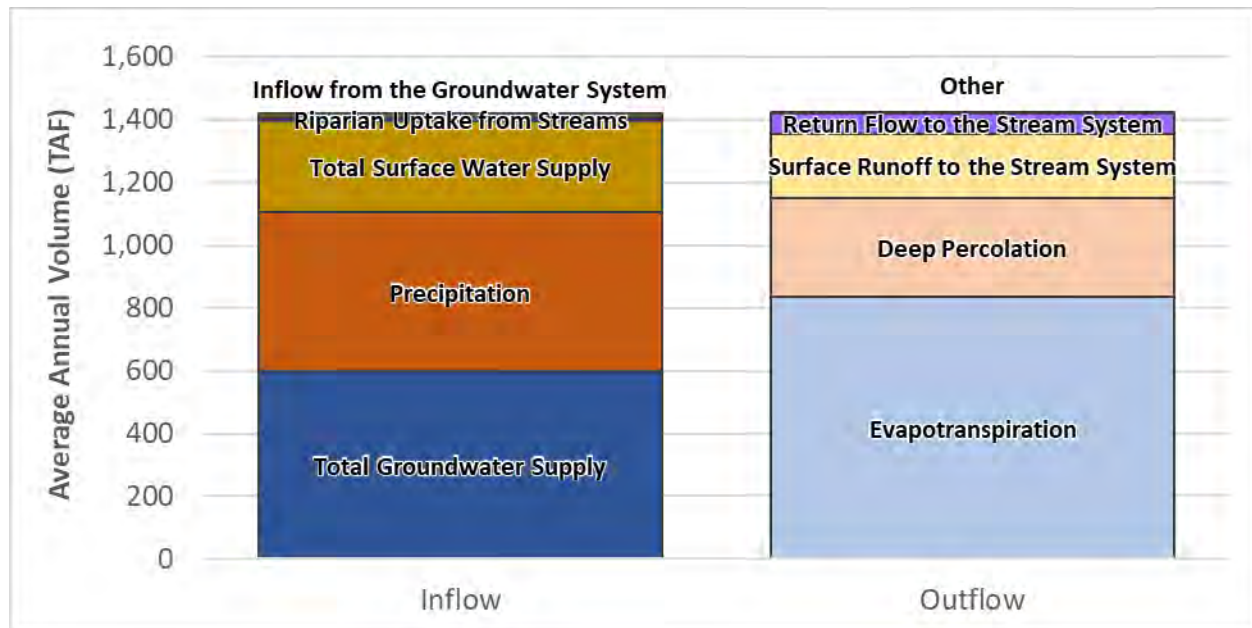 Average Annual Volume (TAF)
1,600
1,400
1,200
1,000
800
600
400
200
0
Inflow from the Groundwater System
Riparian Uptake from Streams
Total Surface Water Supply
Precipitation
Total Groundwater Supply
Other
Return Flow to the Stream System
Surface Runoff to the Stream System
Deep Percolation
Evapotranspiration
Inflow
Outflow